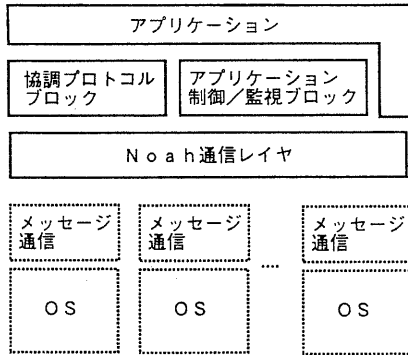 アプリケーション
協調プロトコル
ブロック
アプリケーション
制御／監視ブロック
Ｎｏａｈ通信レイヤ
メッセージ
通信
メッセージ
通信
メッセージ
通信
....
ＯＳ
ＯＳ
ＯＳ